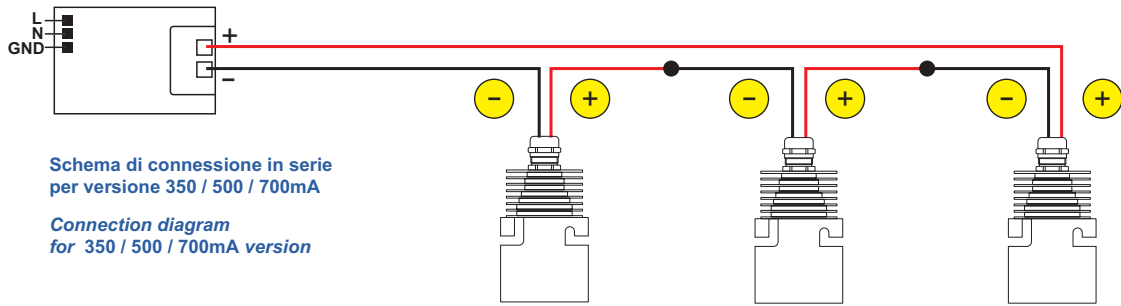 L
N
GND
+
−
− + − + − +
Schema di connessione in serie
per versione 350 / 500 / 700mA
Connection diagram
for 350 / 500 / 700mA version